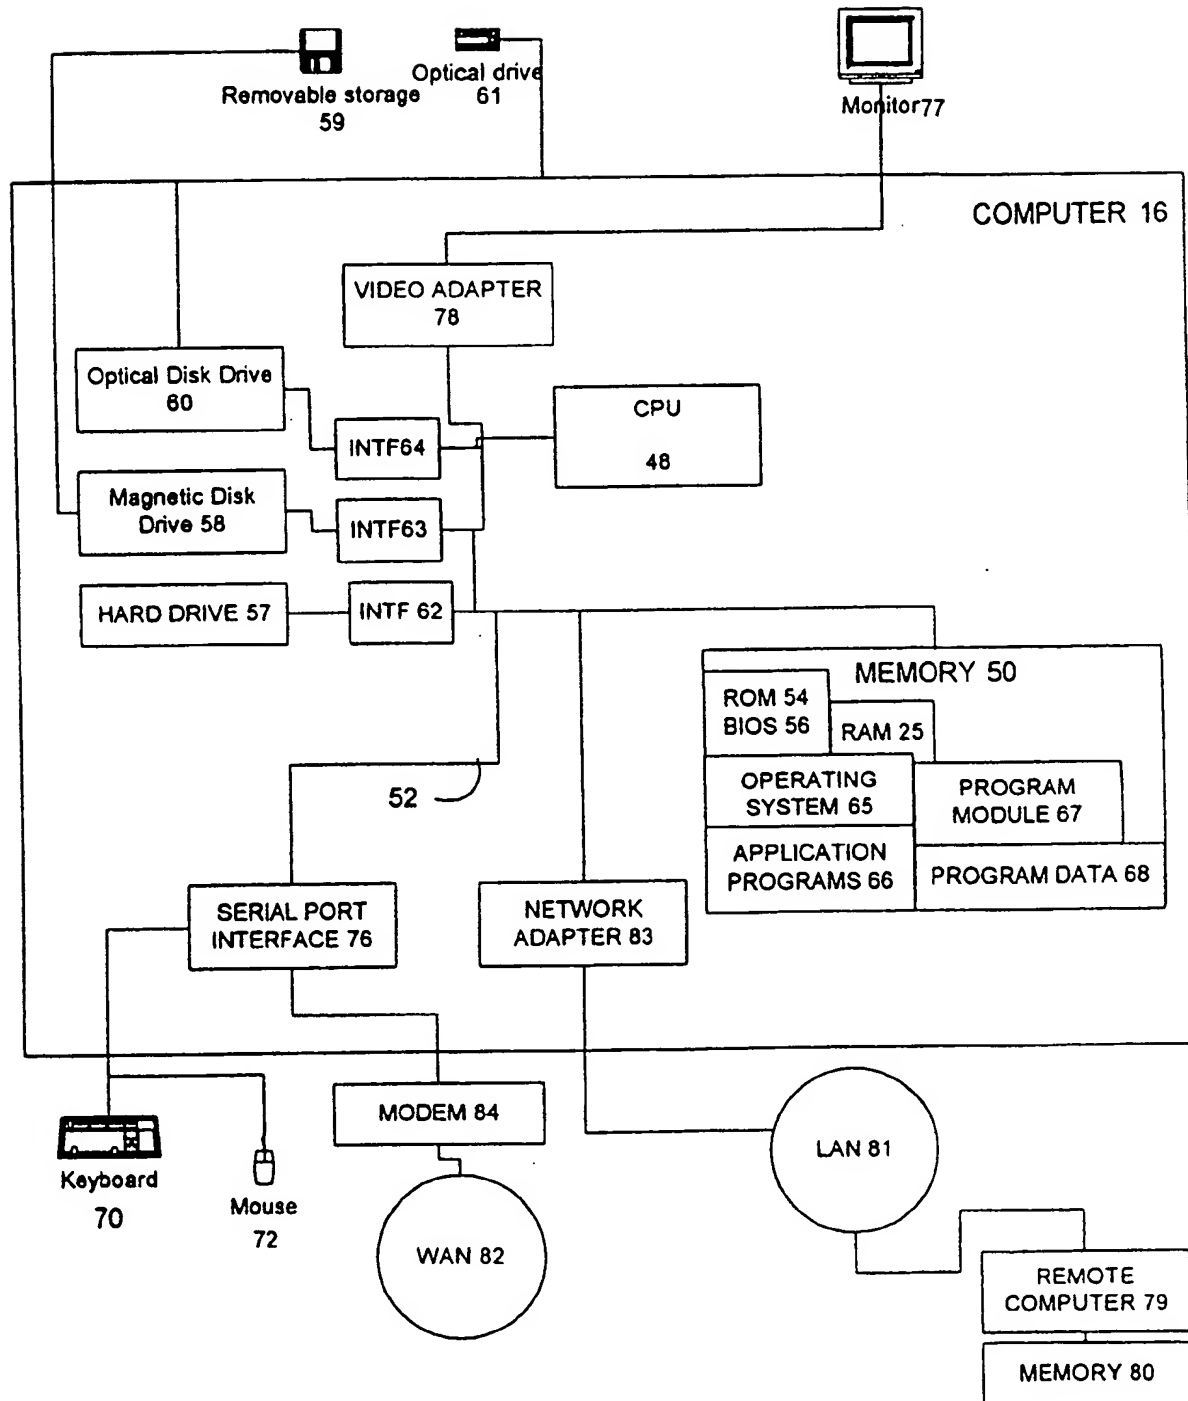 Removable storage
59
Optical drive
61
Monitor77
COMPUTER 16
VIDEO ADAPTER
78
Optical Disk Drive
60
CPU
48
INTF64
Magnetic Disk
Drive 58
INTF63
HARD DRIVE 57
INTF 62
MEMORY 50
ROM 54
BIOS 56
RAM 25
OPERATING
SYSTEM 65
PROGRAM
MODULE 67
APPLICATION
PROGRAMS 66
PROGRAM DATA 68
52
SERIAL PORT
INTERFACE 76
NETWORK
ADAPTER 83
MODEM 84
LAN 81
Keyboard
70
Mouse
72
WAN 82
REMOTE
COMPUTER 79
MEMORY 80